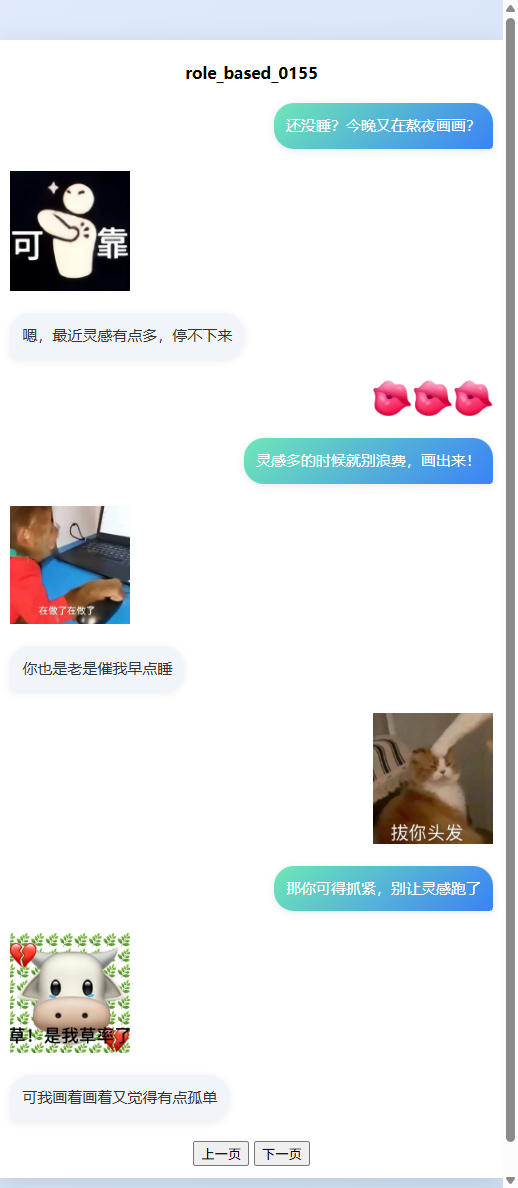 role_based_0155
还没睡？今晚又在熬夜画画？
可 靠
嗯，最近灵感有点多，停不下来
灵感多的时候就别浪费，画出来！
在做了在做了
你也是老是催我早点睡
拔你头发
那你可得抓紧，别让灵感跑了
草！是我草率了
可我画着画着又觉得有点孤单
上一页 下一页